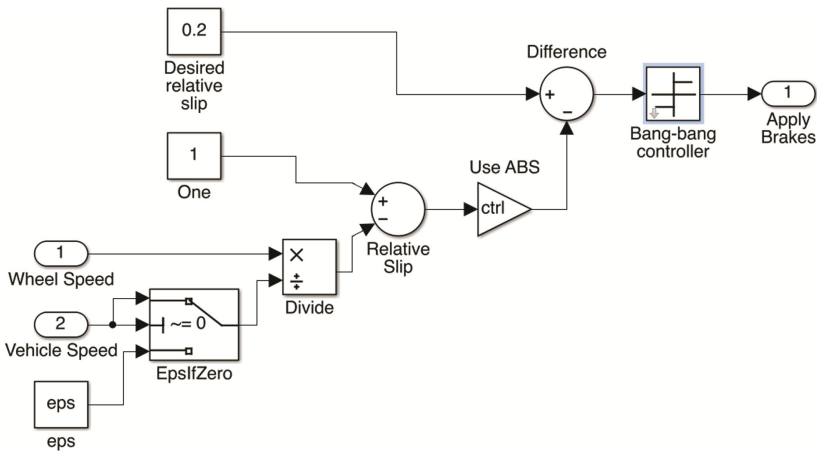 0.2
Desired
relative
slip
Difference
+
−
Bang-bang
controller
1
Apply
Brakes
1
One
Use ABS
+
−
ctrl
Relative
Slip
1
Wheel Speed
×
÷
Divide
2
Vehicle Speed
~= 0
EpsIfZero
eps
eps